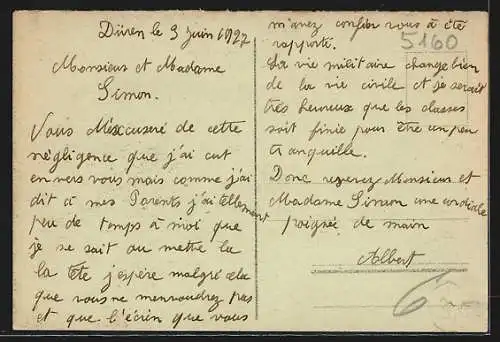 Düren le 3 juin 1927
Monsieur et Madame
Simon.
Vous M'éxcuseré de cette
négligence que j'ai eut
envers vous mais comme j'ai
dit à mes Parents j'ai tellement
peu de temps à moi que
je ne sait au mettre la
la tête j'espère malgré cela
que vous ne m'en voudrez pas
et que l'écrin que vous
m'avez confier vous à été
rapporté.
5160
La vie militaire change bien
de la vie civile et je serait
très heureux que les classes
soit finie pour être un peu
tranquille.
Donc recevez Monsieur et
Madame Simon une cordiale
poignée de main
Albert
6